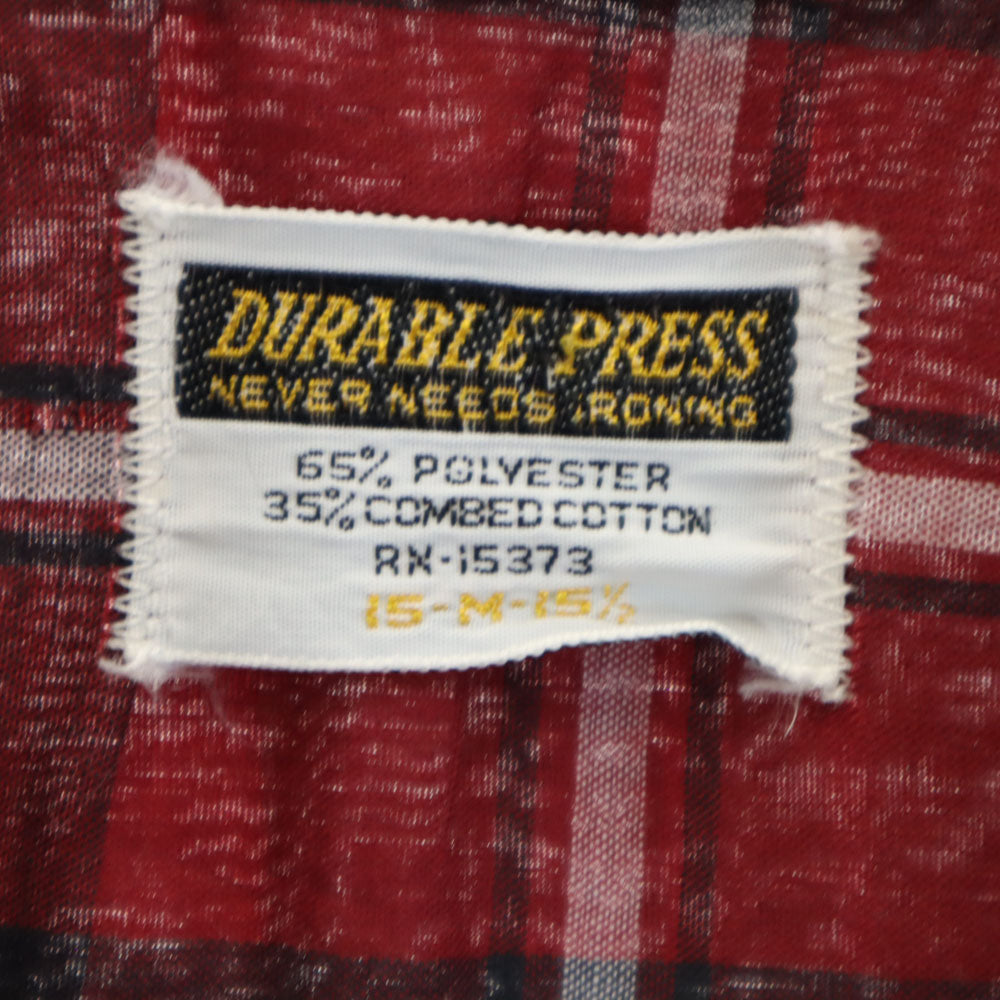 DURABLE PRESS
NEVER NEEDS IRONING
65% POLYESTER
35% COMBED COTTON
RN-15373
15-M-15½